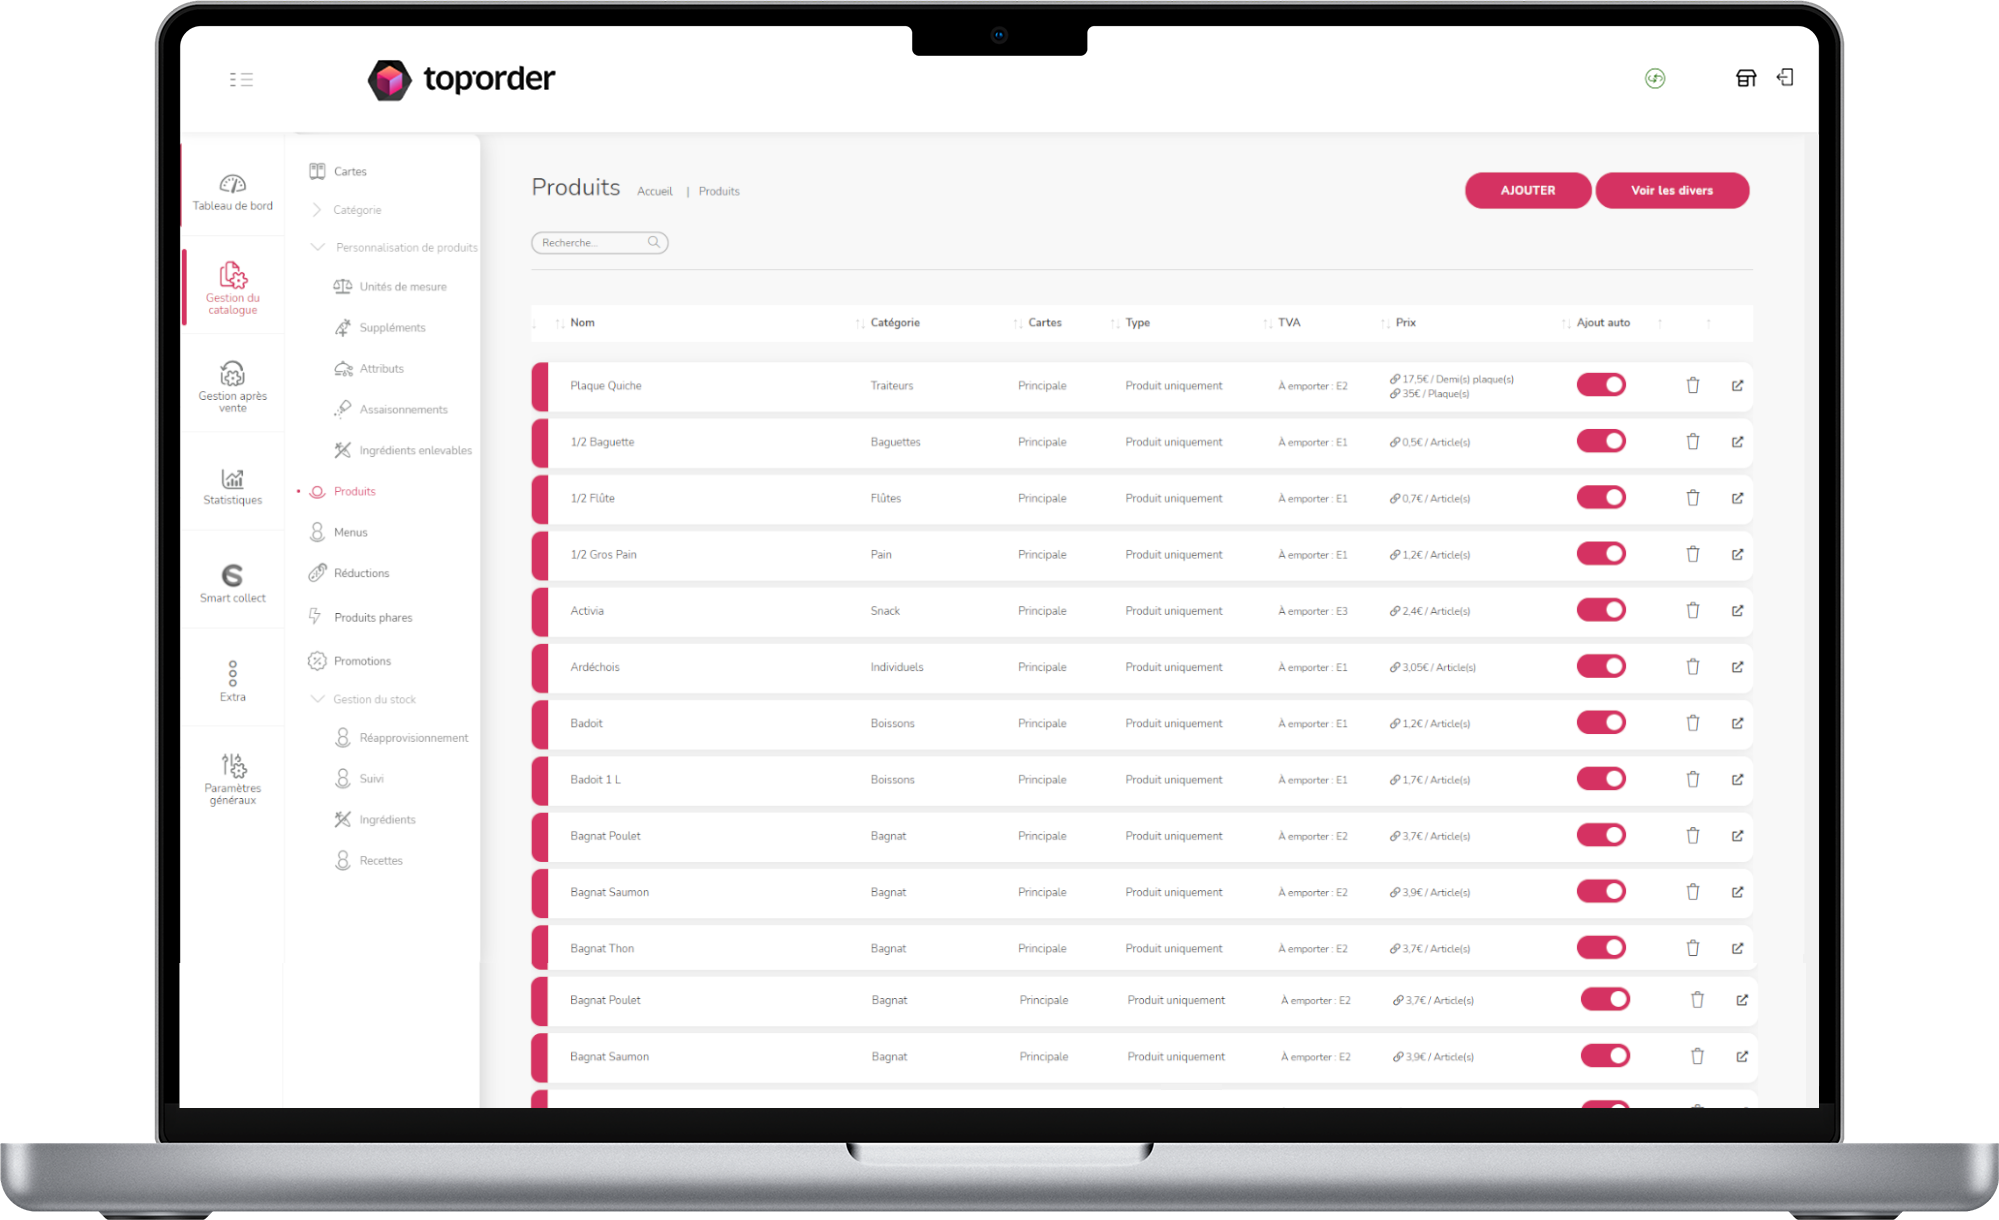 top·order
Tableau de bord
Gestion du
catalogue
Gestion après
vente
Statistiques
Smart collect
Extra
Paramètres
généraux
Cartes
Catégorie
Personnalisation de produits
Unités de mesure
Suppléments
Attributs
Assaisonnements
Ingrédients enlevables
Produits
Menus
Réductions
Produits phares
Promotions
Gestion du stock
Réapprovisionnement
Suivi
Ingrédients
Recettes
Produits Accueil | Produits
AJOUTER Voir les divers
Recherche...
Nom Catégorie Cartes Type TVA Prix Ajout auto
Plaque Quiche Traiteurs Principale Produit uniquement À emporter : E2 17,5€ / Demi(s) plaque(s)
35€ / Plaque(s)
1/2 Baguette Baguettes Principale Produit uniquement À emporter : E1 0,5€ / Article(s)
1/2 Flûte Flûtes Principale Produit uniquement À emporter : E1 0,7€ / Article(s)
1/2 Gros Pain Pain Principale Produit uniquement À emporter : E1 1,2€ / Article(s)
Activia Snack Principale Produit uniquement À emporter : E3 2,4€ / Article(s)
Ardéchois Individuels Principale Produit uniquement À emporter : E1 3,05€ / Article(s)
Badoit Boissons Principale Produit uniquement À emporter : E1 1,2€ / Article(s)
Badoit 1 L Boissons Principale Produit uniquement À emporter : E1 1,7€ / Article(s)
Bagnat Poulet Bagnat Principale Produit uniquement À emporter : E2 3,7€ / Article(s)
Bagnat Saumon Bagnat Principale Produit uniquement À emporter : E2 3,9€ / Article(s)
Bagnat Thon Bagnat Principale Produit uniquement À emporter : E2 3,7€ / Article(s)
Bagnat Poulet Bagnat Principale Produit uniquement À emporter : E2 3,7€ / Article(s)
Bagnat Saumon Bagnat Principale Produit uniquement À emporter : E2 3,9€ / Article(s)